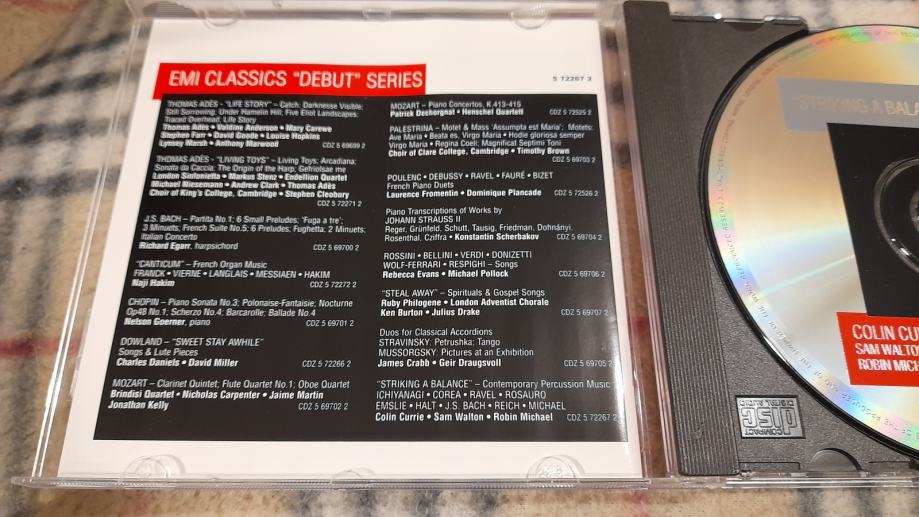 EMI CLASSICS "DEBUT" SERIES
5 72267 2
THOMAS ADÈS - "LIFE STORY" – Catch; Darknesse Visible;
Still Sorrowing; Under Hamelin Hill; Five Eliot Landscapes;
Traced Overhead; Life Story
Thomas Adès • Valdine Anderson • Mary Carewe
Stephen Farr • David Goode • Louise Hopkins
Lynsey Marsh • Anthony Marwood CDZ 5 69699 2
THOMAS ADÈS - "LIVING TOYS" – Living Toys; Arcadiana;
Sonata da Caccia; The Origin of the Harp; Gefriolsae me
London Sinfonietta • Markus Stenz • Endellion Quartet
Michael Niesemann • Andrew Clark • Thomas Adès
Choir of King's College, Cambridge • Stephen Cleobury
CDZ 5 72271 2
J.S. BACH – Partita No.1; 6 Small Preludes; 'Fuga a tre';
3 Minuets; French Suite No.5; 6 Preludes; Fughetta; 2 Minuets;
Italian Concerto
Richard Egarr, harpsichord CDZ 5 69700 2
"CANTICUM" – French Organ Music
FRANCK • VIERNE • LANGLAIS • MESSIAEN • HAKIM
Naji Hakim CDZ 5 72272 2
CHOPIN – Piano Sonata No.3; Polonaise-Fantaisie; Nocturne
Op48 No.1; Scherzo No.4; Barcarolle; Ballade No.4
Nelson Goerner, piano CDZ 5 69701 2
DOWLAND – "SWEET STAY AWHILE"
Songs & Lute Pieces
Charles Daniels • David Miller CDZ 5 72266 2
MOZART – Clarinet Quintet; Flute Quartet No.1; Oboe Quartet
Brindisi Quartet • Nicholas Carpenter • Jaime Martin
Jonathan Kelly CDZ 5 69702 2
MOZART – Piano Concertos, K.413-415
Patrick Dechorgnat • Henschel Quartett CDZ 5 72525 2
PALESTRINA – Motet & Mass 'Assumpta est Maria'; Motets:
Ave Maria • Beata es, Virgo Maria • Hodie gloriosa semper
Virgo Maria • Regina Coeli; Magnificat Septimi Toni
Choir of Clare College, Cambridge • Timothy Brown
CDZ 5 69703 2
POULENC • DEBUSSY • RAVEL • FAURÉ • BIZET
French Piano Duets
Laurence Fromentin • Dominique Plancade CDZ 5 72526 2
Piano Transcriptions of Works by
JOHANN STRAUSS II
Reger, Grünfeld, Schutt, Tausig, Friedman, Dohnányi,
Rosenthal, Cziffra • Konstantin Scherbakov CDZ 5 69704 2
ROSSINI • BELLINI • VERDI • DONIZETTI
WOLF-FERRARI • RESPIGHI – Songs
Rebecca Evans • Michael Pollock CDZ 5 69706 2
"STEAL AWAY" – Spirituals & Gospel Songs
Ruby Philogene • London Adventist Chorale
Ken Burton • Julius Drake CDZ 5 69707 2
Duos for Classical Accordions
STRAVINSKY: Petrushka; Tango
MUSSORGSKY: Pictures at an Exhibition
James Crabb • Geir Draugsvoll CDZ 5 69705 2
"STRIKING A BALANCE" – Contemporary Percussion Music
ICHIYANAGI • COREA • RAVEL • ROSAURO
EMSLIE • HALT • J.S. BACH • REICH • MICHAEL
Colin Currie • Sam Walton • Robin Michael CDZ 5 72267 2
STRIKING A BALA
COLIN CU
SAM WALTO
ROBIN MICH
COMPACT
disc
DIGITAL AUDIO